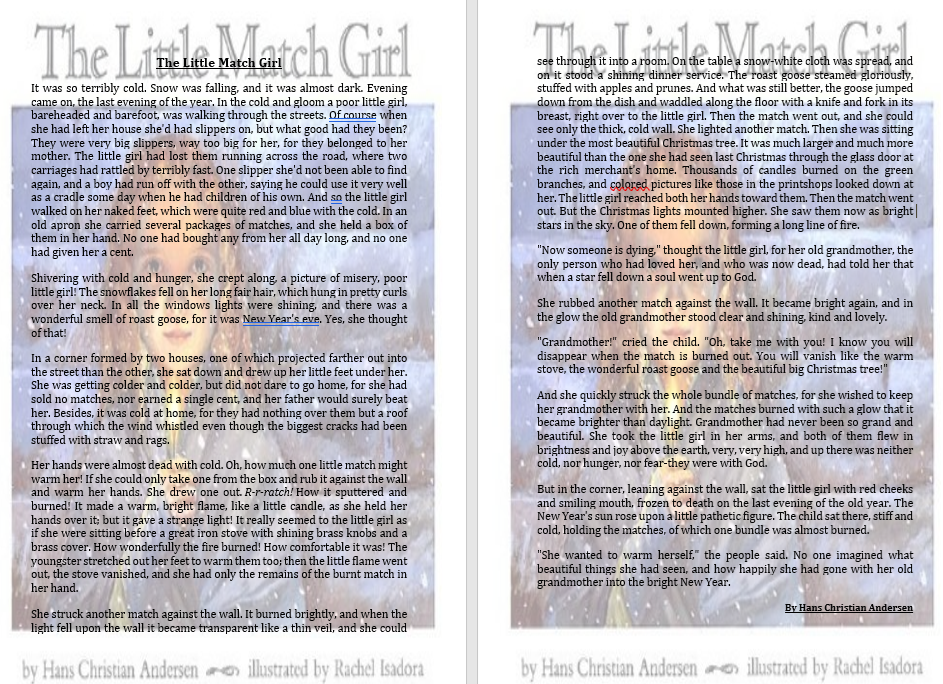 The Little Match Girl
The Little Match Girl
It was so terribly cold. Snow was falling, and it was almost dark. Evening
came on, the last evening of the year. In the cold and gloom a poor little girl,
bareheaded and barefoot, was walking through the streets. Of course when
she had left her house she'd had slippers on, but what good had they been?
They were very big slippers, way too big for her, for they belonged to her
mother. The little girl had lost them running across the road, where two
carriages had rattled by terribly fast. One slipper she'd not been able to find
again, and a boy had run off with the other, saying he could use it very well
as a cradle some day when he had children of his own. And so the little girl
walked on her naked feet, which were quite red and blue with the cold. In an
old apron she carried several packages of matches, and she held a box of
them in her hand. No one had bought any from her all day long, and no one
had given her a cent.
Shivering with cold and hunger, she crept along, a picture of misery, poor
little girl! The snowflakes fell on her long fair hair, which hung in pretty curls
over her neck. In all the windows lights were shining, and there was a
wonderful smell of roast goose, for it was New Year's eve. Yes, she thought
of that!
In a corner formed by two houses, one of which projected farther out into
the street than the other, she sat down and drew up her little feet under her.
She was getting colder and colder, but did not dare to go home, for she had
sold no matches, nor earned a single cent, and her father would surely beat
her. Besides, it was cold at home, for they had nothing over them but a roof
through which the wind whistled even though the biggest cracks had been
stuffed with straw and rags.
Her hands were almost dead with cold. Oh, how much one little match might
warm her! If she could only take one from the box and rub it against the wall
and warm her hands. She drew one out. R-r-ratch! How it sputtered and
burned! It made a warm, bright flame, like a little candle, as she held her
hands over it; but it gave a strange light! It really seemed to the little girl as
if she were sitting before a great iron stove with shining brass knobs and a
brass cover. How wonderfully the fire burned! How comfortable it was! The
youngster stretched out her feet to warm them too; then the little flame went
out, the stove vanished, and she had only the remains of the burnt match in
her hand.
She struck another match against the wall. It burned brightly, and when the
light fell upon the wall it became transparent like a thin veil, and she could
by Hans Christian Andersen illustrated by Rachel Isadora
The Little Match Girl
see through it into a room. On the table a snow-white cloth was spread, and
on it stood a shining dinner service. The roast goose steamed gloriously,
stuffed with apples and prunes. And what was still better, the goose jumped
down from the dish and waddled along the floor with a knife and fork in its
breast, right over to the little girl. Then the match went out, and she could
see only the thick, cold wall. She lighted another match. Then she was sitting
under the most beautiful Christmas tree. It was much larger and much more
beautiful than the one she had seen last Christmas through the glass door at
the rich merchant's home. Thousands of candles burned on the green
branches, and colored pictures like those in the printshops looked down at
her. The little girl reached both her hands toward them. Then the match went
out. But the Christmas lights mounted higher. She saw them now as bright
stars in the sky. One of them fell down, forming a long line of fire.
"Now someone is dying," thought the little girl, for her old grandmother, the
only person who had loved her, and who was now dead, had told her that
when a star fell down a soul went up to God.
She rubbed another match against the wall. It became bright again, and in
the glow the old grandmother stood clear and shining, kind and lovely.
"Grandmother!" cried the child. "Oh, take me with you! I know you will
disappear when the match is burned out. You will vanish like the warm
stove, the wonderful roast goose and the beautiful big Christmas tree!"
And she quickly struck the whole bundle of matches, for she wished to keep
her grandmother with her. And the matches burned with such a glow that it
became brighter than daylight. Grandmother had never been so grand and
beautiful. She took the little girl in her arms, and both of them flew in
brightness and joy above the earth, very, very high, and up there was neither
cold, nor hunger, nor fear-they were with God.
But in the corner, leaning against the wall, sat the little girl with red cheeks
and smiling mouth, frozen to death on the last evening of the old year. The
New Year's sun rose upon a little pathetic figure. The child sat there, stiff and
cold, holding the matches, of which one bundle was almost burned.
"She wanted to warm herself," the people said. No one imagined what
beautiful things she had seen, and how happily she had gone with her old
grandmother into the bright New Year.
By Hans Christian Andersen
by Hans Christian Andersen illustrated by Rachel Isadora